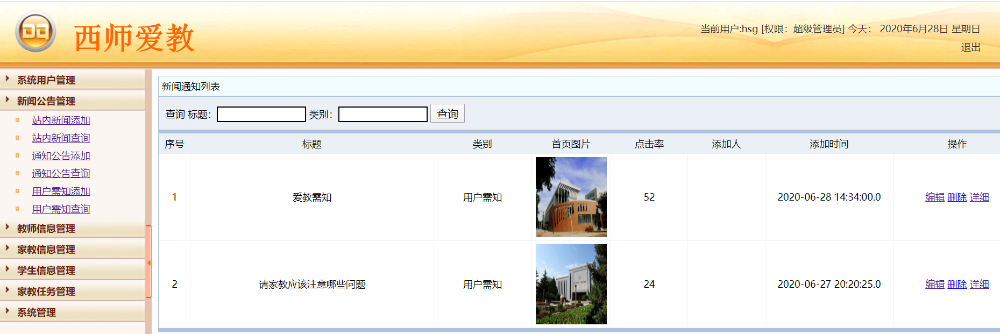 西师爱教
当前用户:hsg [权限：超级管理员] 今天： 2020年6月28日 星期日
退出
系统用户管理
新闻公告管理
站内新闻添加
站内新闻查询
通知公告添加
通知公告查询
用户需知添加
用户需知查询
教师信息管理
家教信息管理
学生信息管理
家教任务管理
系统管理
新闻通知列表
查询 标题： 类别： 查询
序号 标题 类别 首页图片 点击率 添加人 添加时间 操作
1 爱教需知 用户需知 52 2020-06-28 14:34:00.0 编辑 删除 详细
2 请家教应该注意哪些问题 用户需知 24 2020-06-27 20:20:25.0 编辑 删除 详细